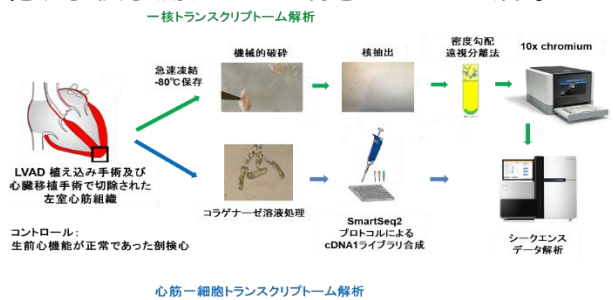 一核トランスクリプトーム解析
急速凍結
-80℃保存
機械的破砕
核抽出
密度勾配
遠視分離法
10x chromium
LVAD 植え込み手術及び
心臓移植手術で切除された
左室心筋組織
コントロール：
生前心機能が正常であった剖検心
コラゲナーゼ溶液処理
SmartSeq2
プロトコルによる
cDNA1ライブラリ合成
シークエンス
データ解析
心筋一細胞トランスクリプトーム解析